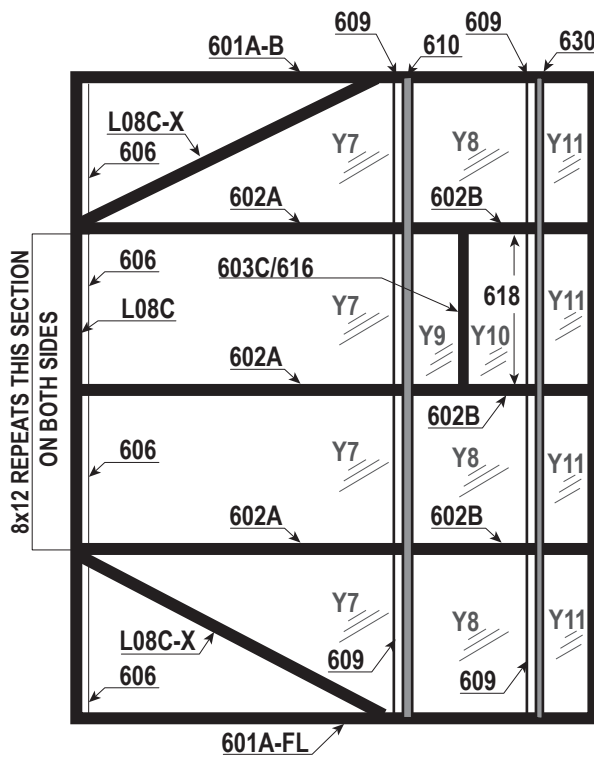 609 610 609 630
601A-B
L08C-X
606
Y7 Y8 Y11
602A 602B
8x12 REPEATS THIS SECTION
ON BOTH SIDES
606
603C/616
618
L08C
Y7 Y9 Y10 Y11
602A
602B
606
Y7 Y8 Y11
602A 602B
Y7 Y8 Y11
L08C-X
609
606
609
601A-FL